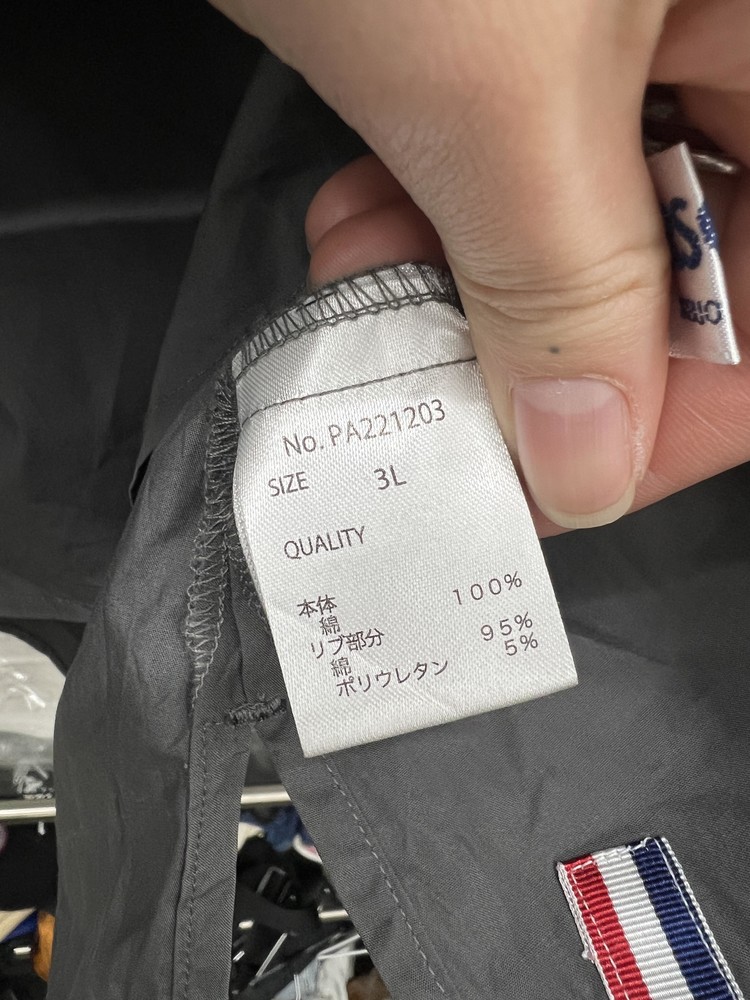 No. PA221203
SIZE 3L
QUALITY
本体
綿 100%
リブ部分
綿 95%
ポリウレタン 5%